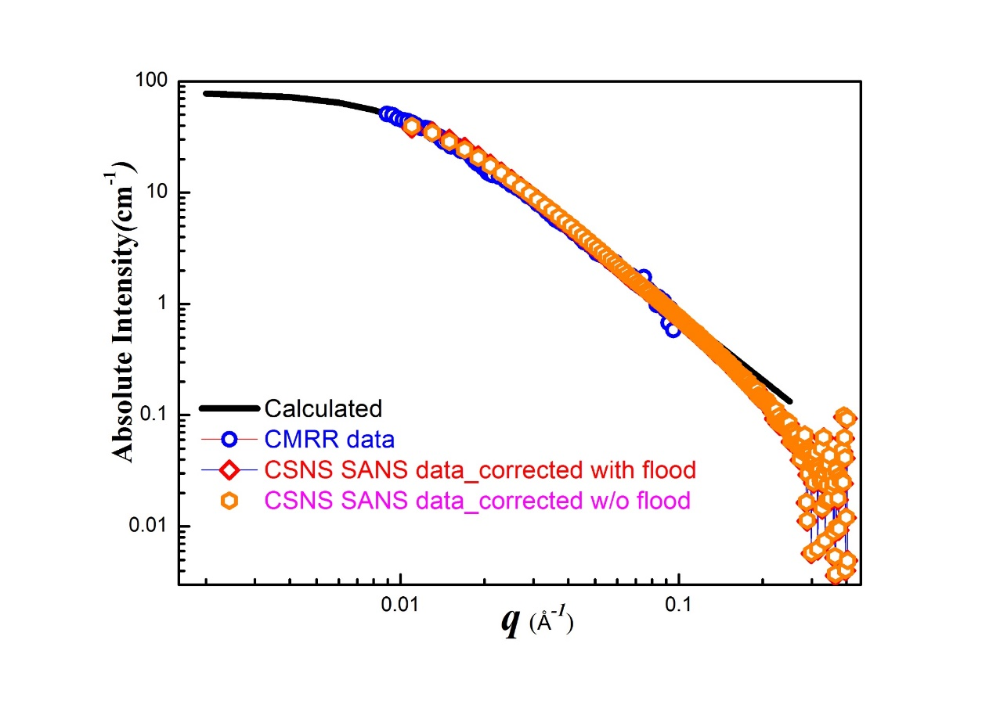 100
10
1
0.1
0.01
Absolute Intensity(cm-1)
Calculated
CMRR data
CSNS SANS data_corrected with flood
CSNS SANS data_corrected w/o flood
0.01
0.1
q (Å-1)